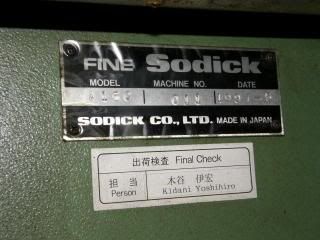 FINE Sodick
MODEL MACHINE NO. DATE
SODICK CO., LTD. MADE IN JAPAN
出荷検査 Final Check
担 当 木谷 伊宏
Person Kidani Yoshihiro